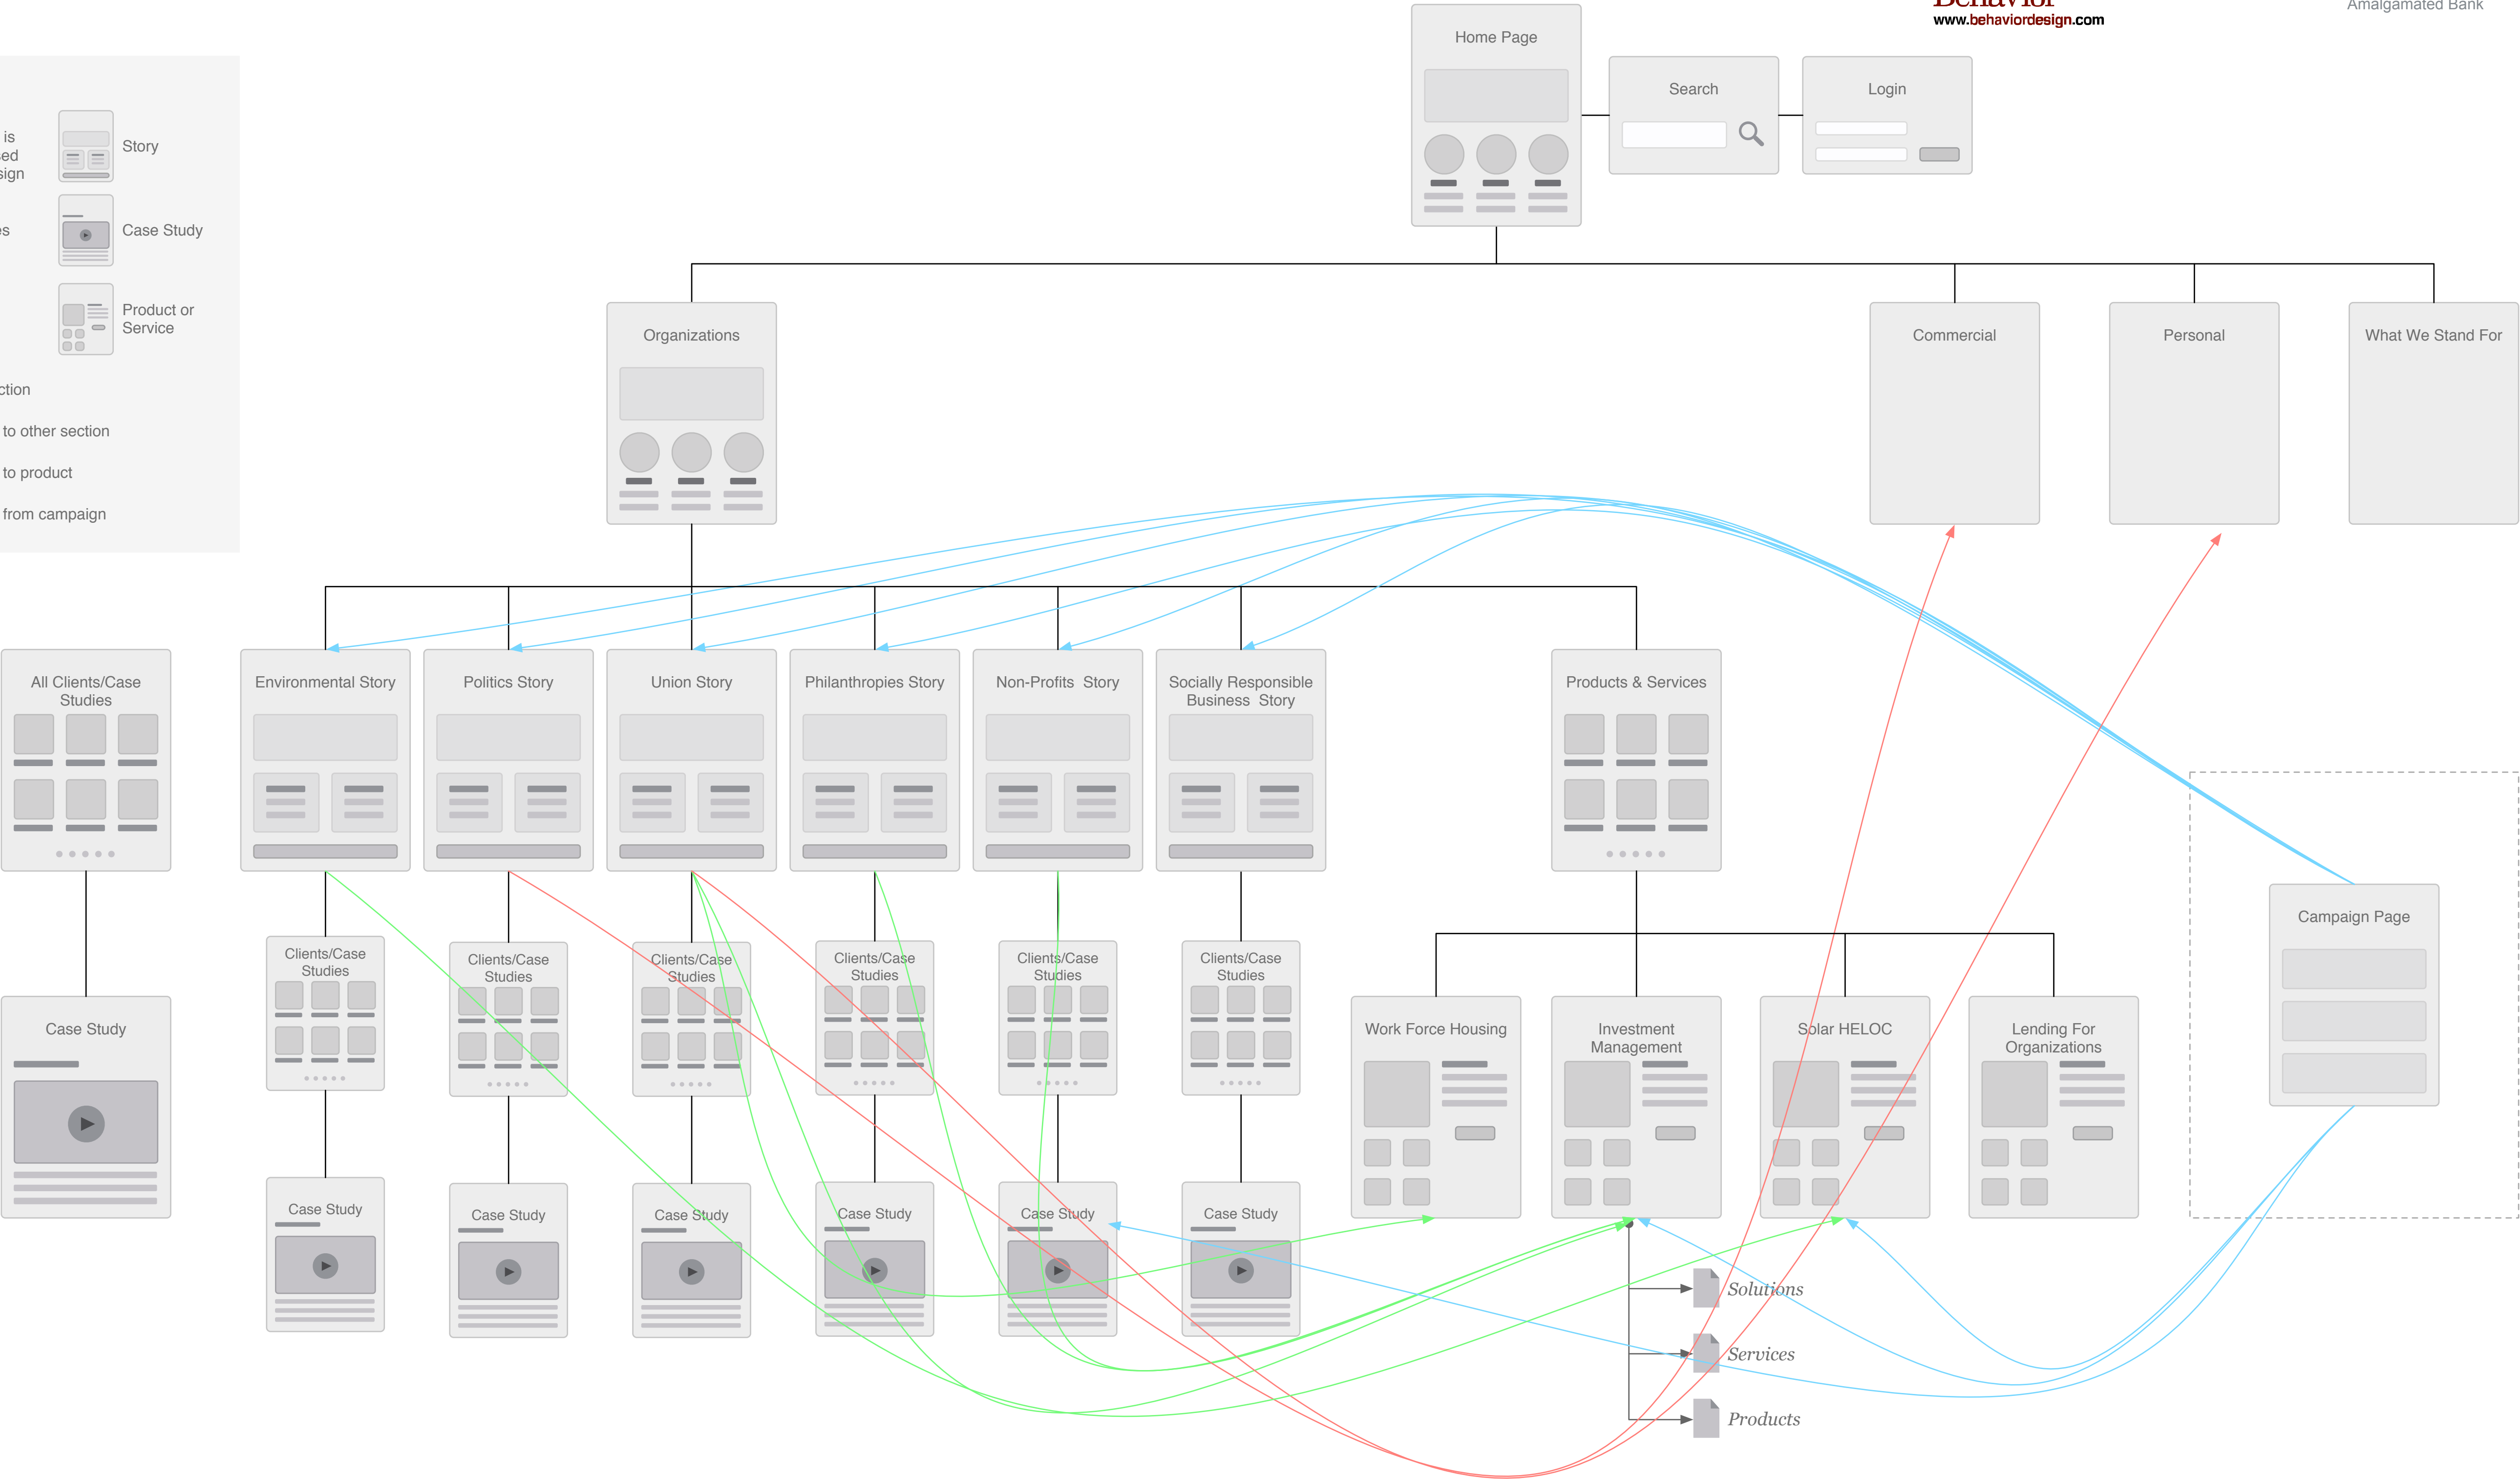 Behavior
www.behaviordesign.com
Amalgamated Bank
Home Page
Search
Login
is
Story
Case Study
Product or
Service
to other section
to product
from campaign
Organizations
Commercial
Personal
What We Stand For
All Clients/Case
Studies
Environmental Story
Politics Story
Union Story
Philanthropies Story
Non-Profits Story
Socially Responsible
Business Story
Products & Services
Campaign Page
Clients/Case
Studies
Clients/Case
Studies
Clients/Case
Studies
Clients/Case
Studies
Clients/Case
Studies
Clients/Case
Studies
Case Study
Work Force Housing
Investment
Management
Solar HELOC
Lending For
Organizations
Case Study
Case Study
Case Study
Case Study
Case Study
Case Study
Solutions
Services
Products